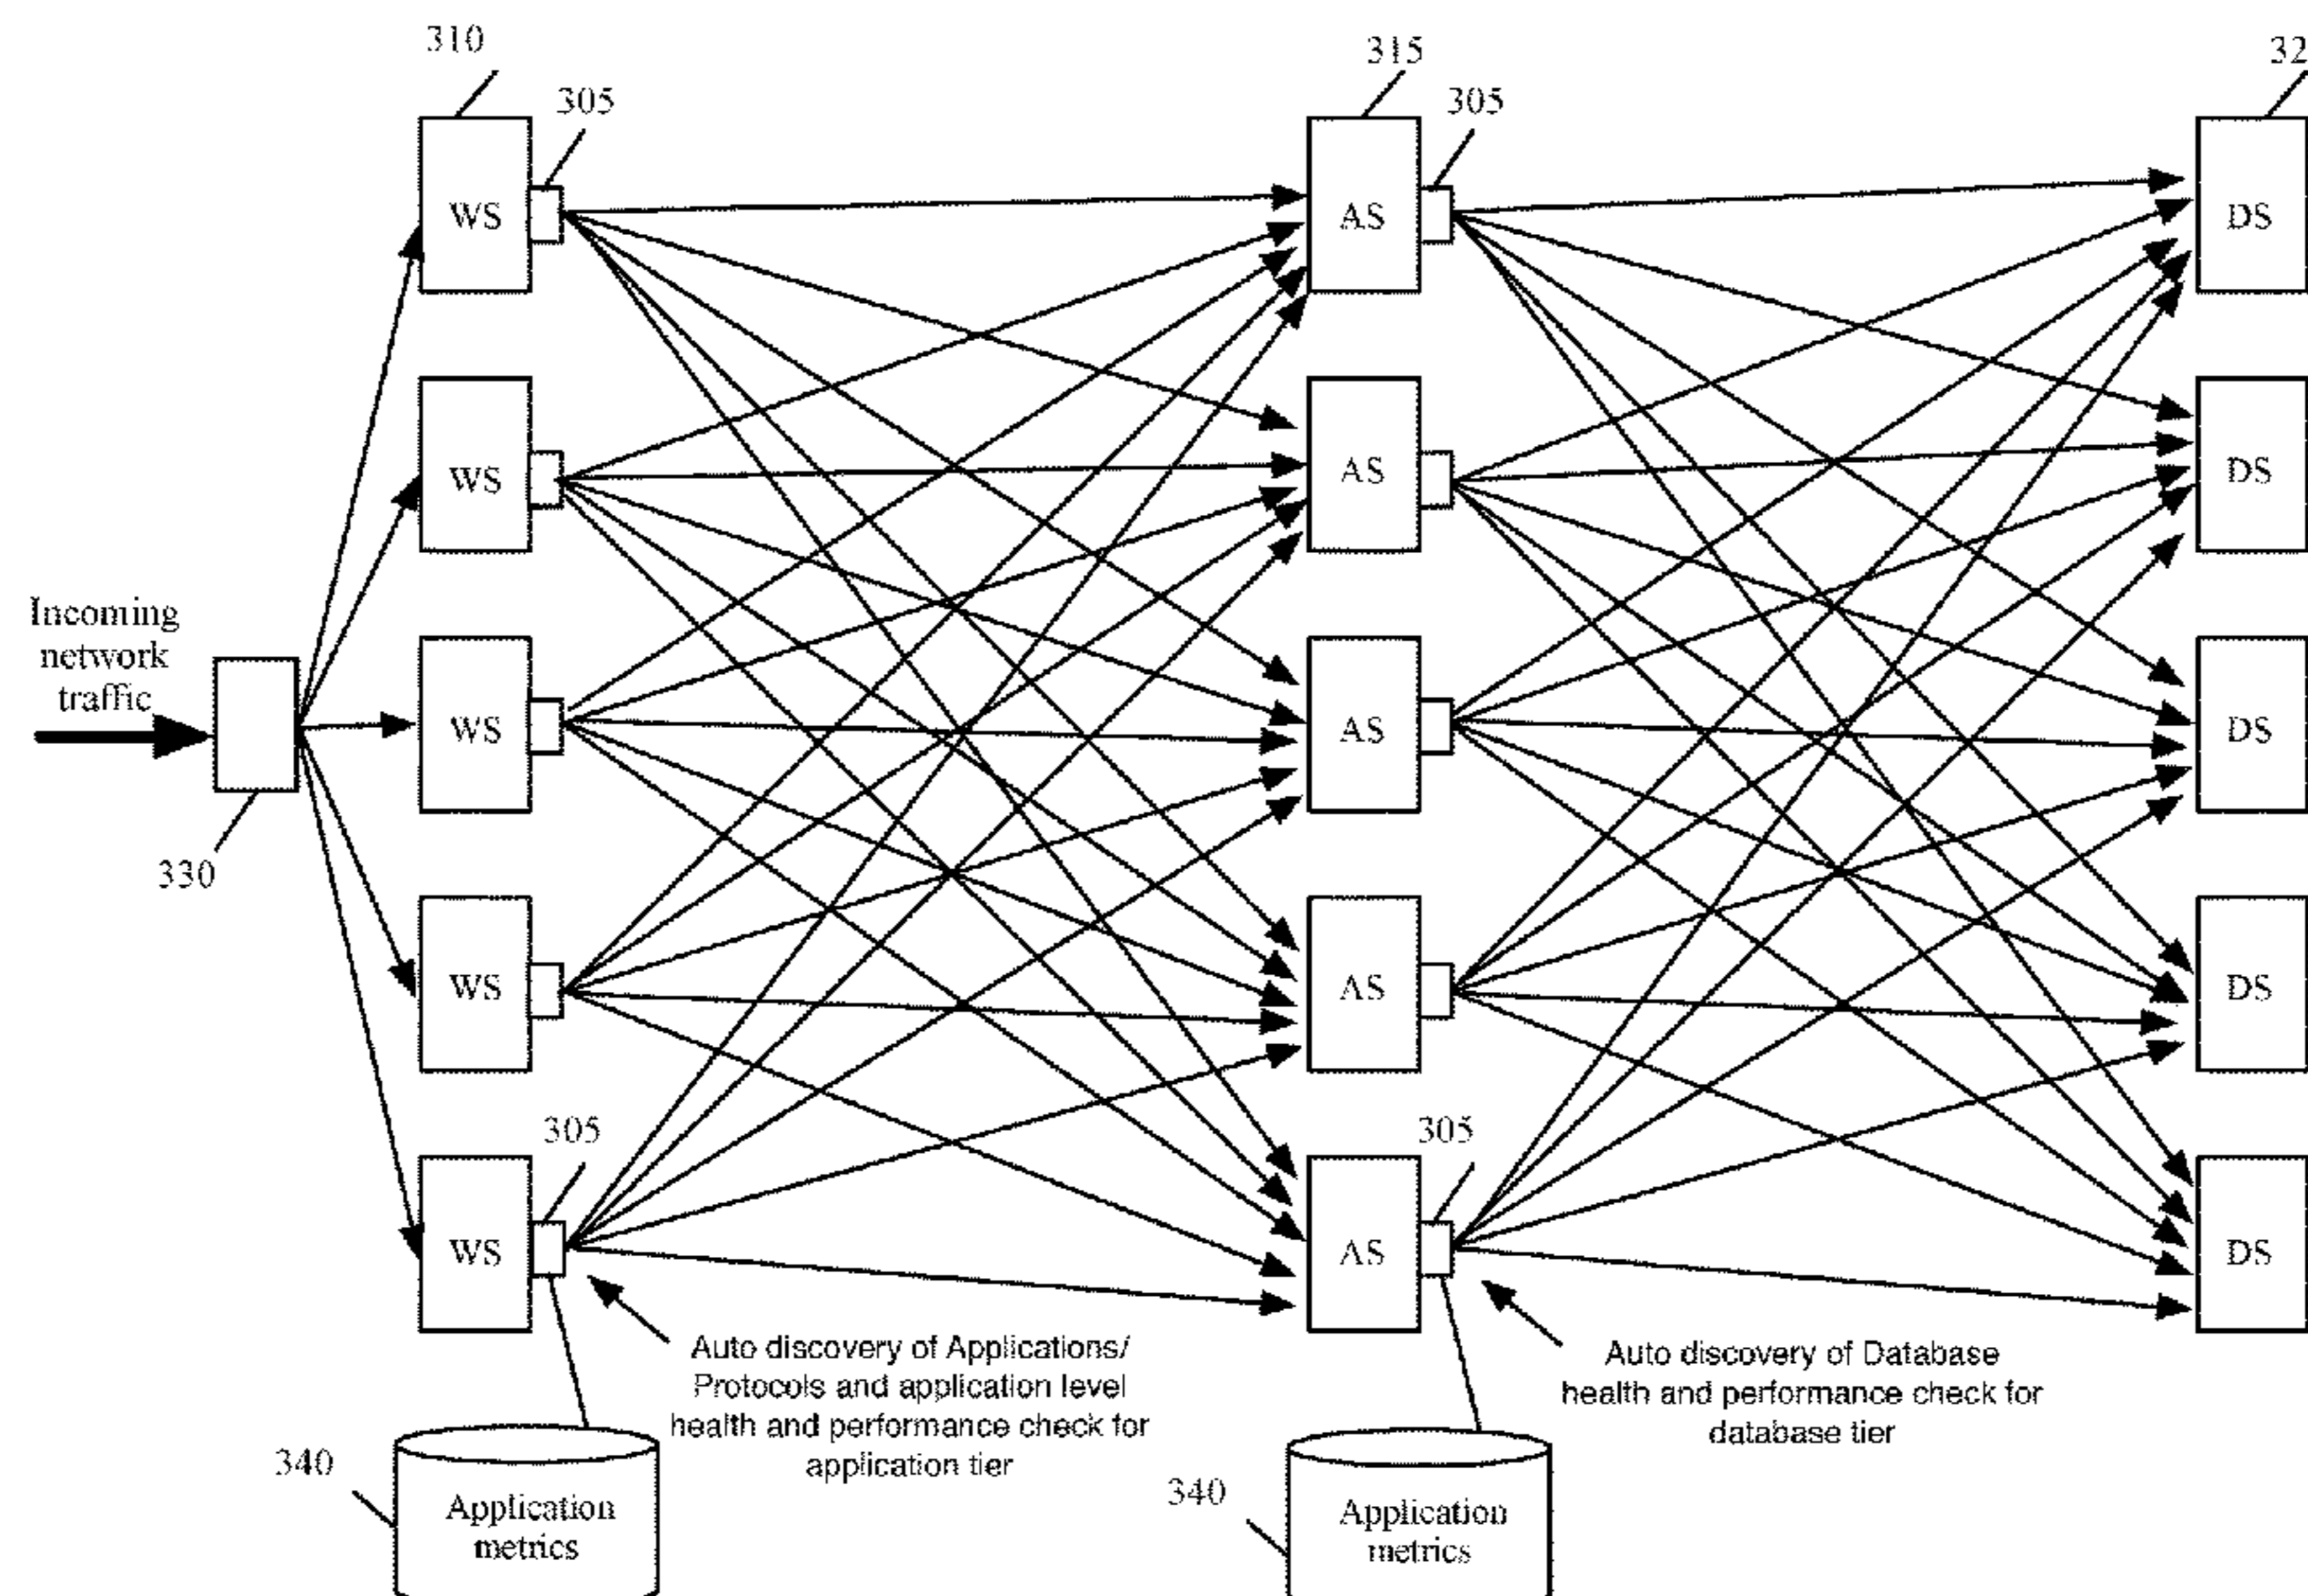 310
315
32
305
305
WS
AS
DS
WS
AS
DS
Incoming
network
traffic
WS
AS
DS
330
WS
AS
DS
305
305
WS
AS
DS
Auto discovery of Applications/
Protocols and application level
health and performance check for
application tier
Auto discovery of Database
health and performance check for
database tier
340
Application
metrics
340
Application
metrics